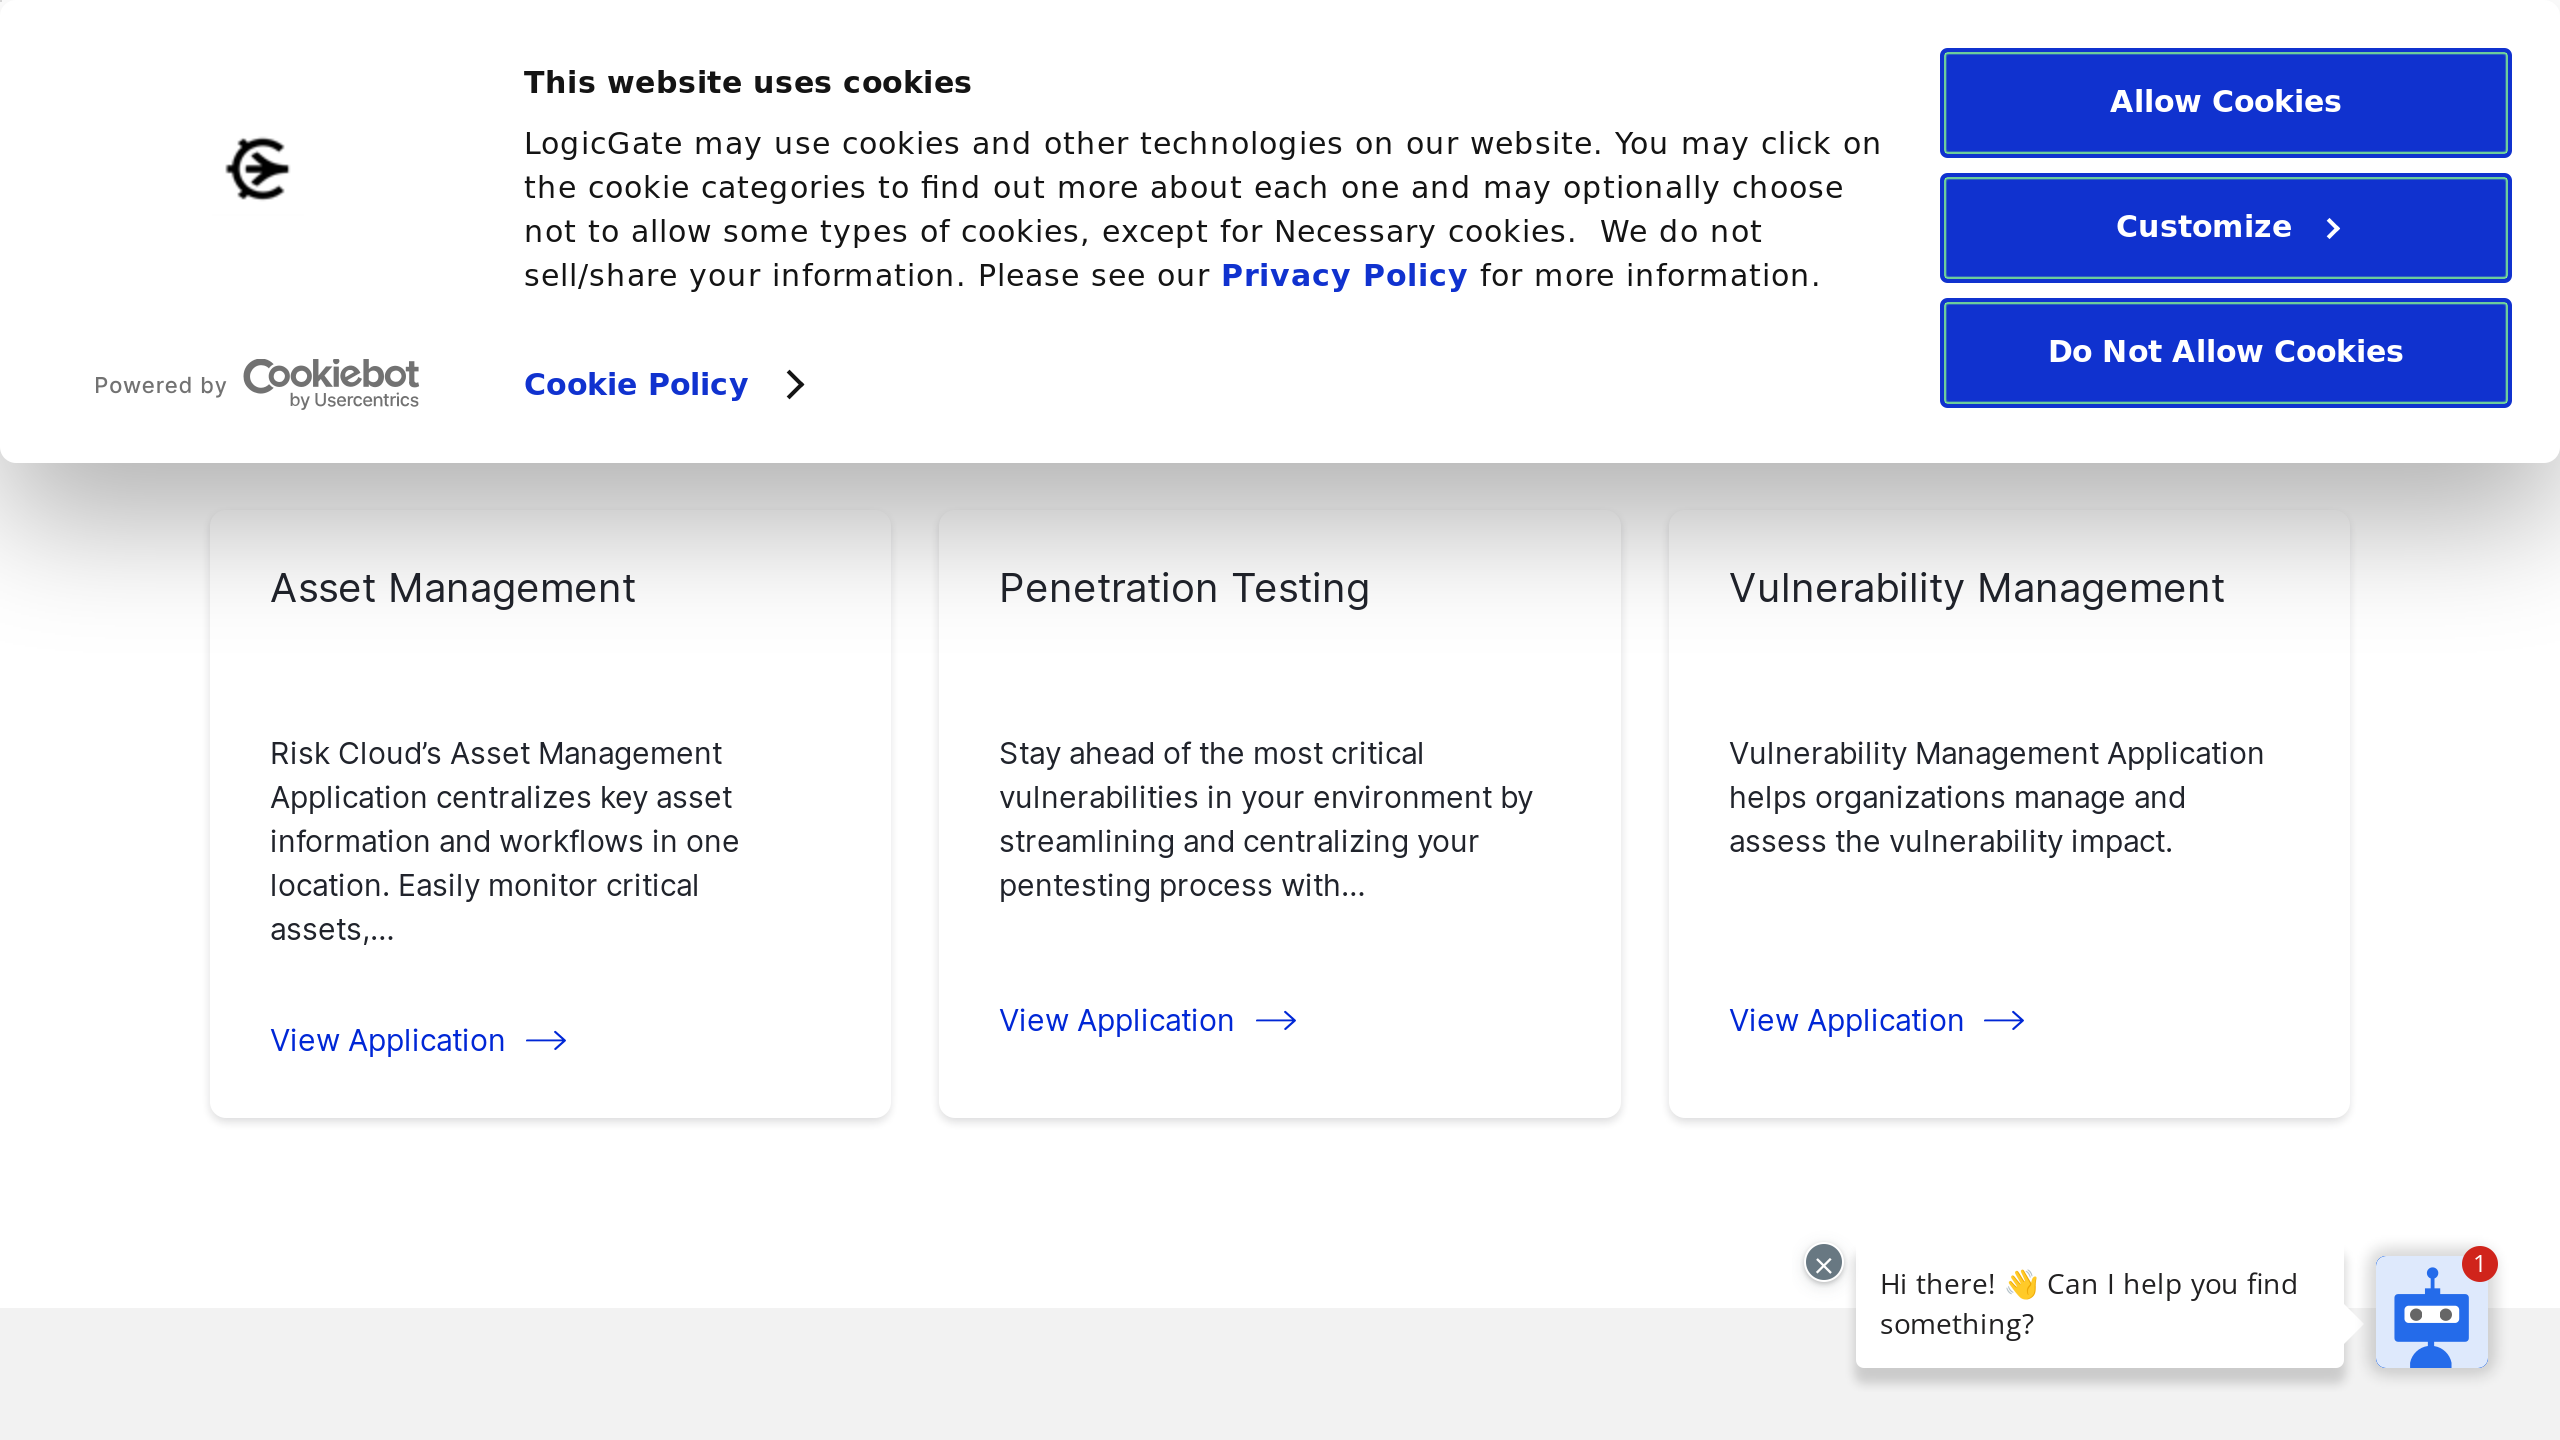 This website uses cookies
LogicGate may use cookies and other technologies on our website. You may click on
the cookie categories to find out more about each one and may optionally choose
not to allow some types of cookies, except for Necessary cookies.  We do not
sell/share your information. Please see our Privacy Policy for more information.
Powered by Cookiebot
by Usercentrics
Cookie Policy
Allow Cookies
Customize
Do Not Allow Cookies
Asset Management
Risk Cloud’s Asset Management
Application centralizes key asset
information and workflows in one
location. Easily monitor critical
assets,...
View Application
Penetration Testing
Stay ahead of the most critical
vulnerabilities in your environment by
streamlining and centralizing your
pentesting process with...
View Application
Vulnerability Management
Vulnerability Management Application
helps organizations manage and
assess the vulnerability impact.
View Application
Hi there! 👋 Can I help you find
something?
1